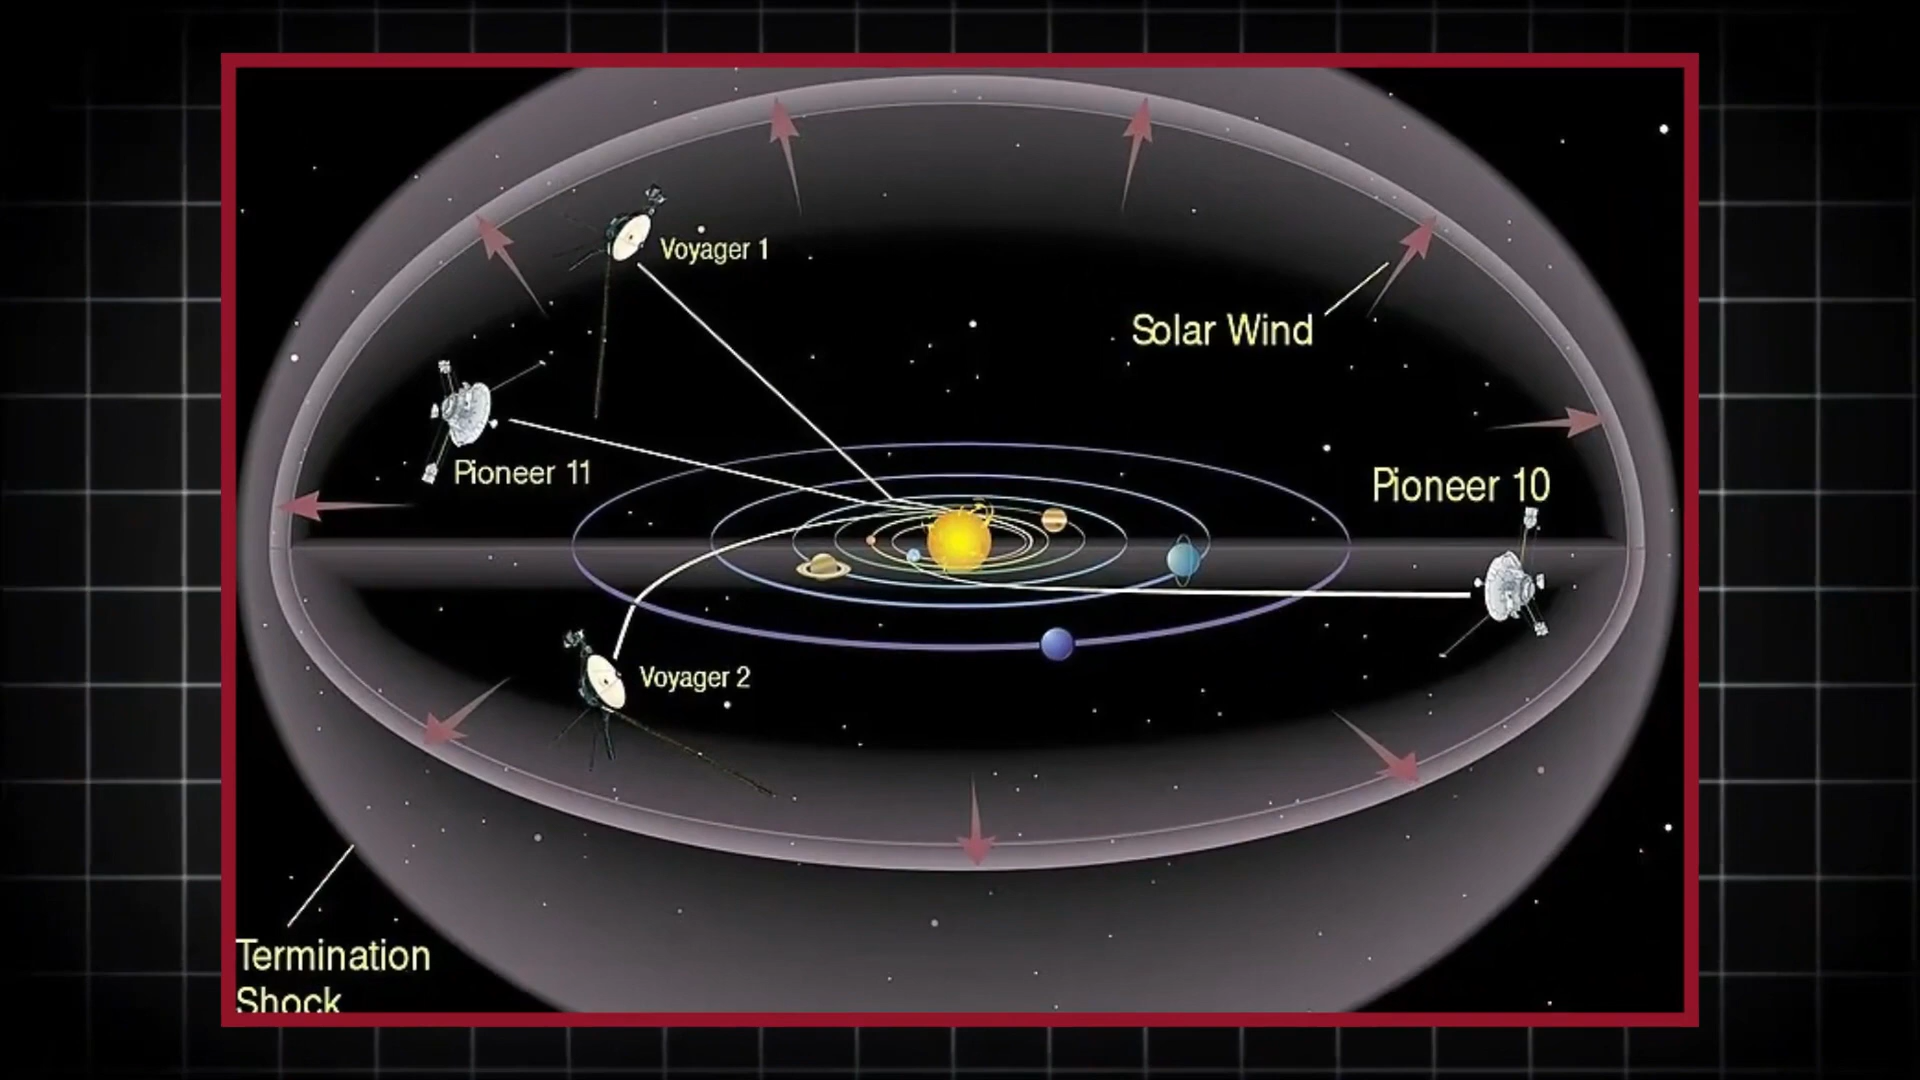 Voyager 1
Solar Wind
Pioneer 11
Pioneer 10
Voyager 2
Termination
Shock